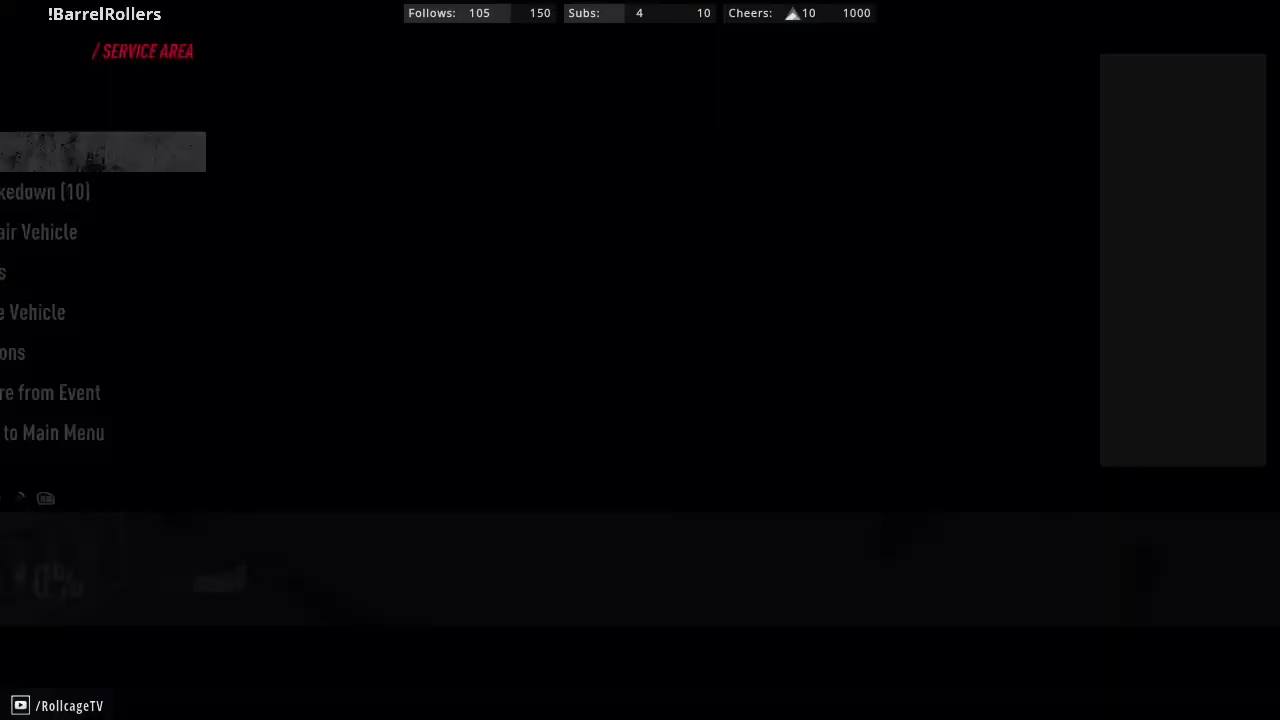 !BarrelRollers
Follows: 105 150 Subs: 4 10 Cheers: 10 1000
/ SERVICE AREA
kedown (10)
air Vehicle
s
e Vehicle
ons
re from Event
to Main Menu
0%
/RollcageTV